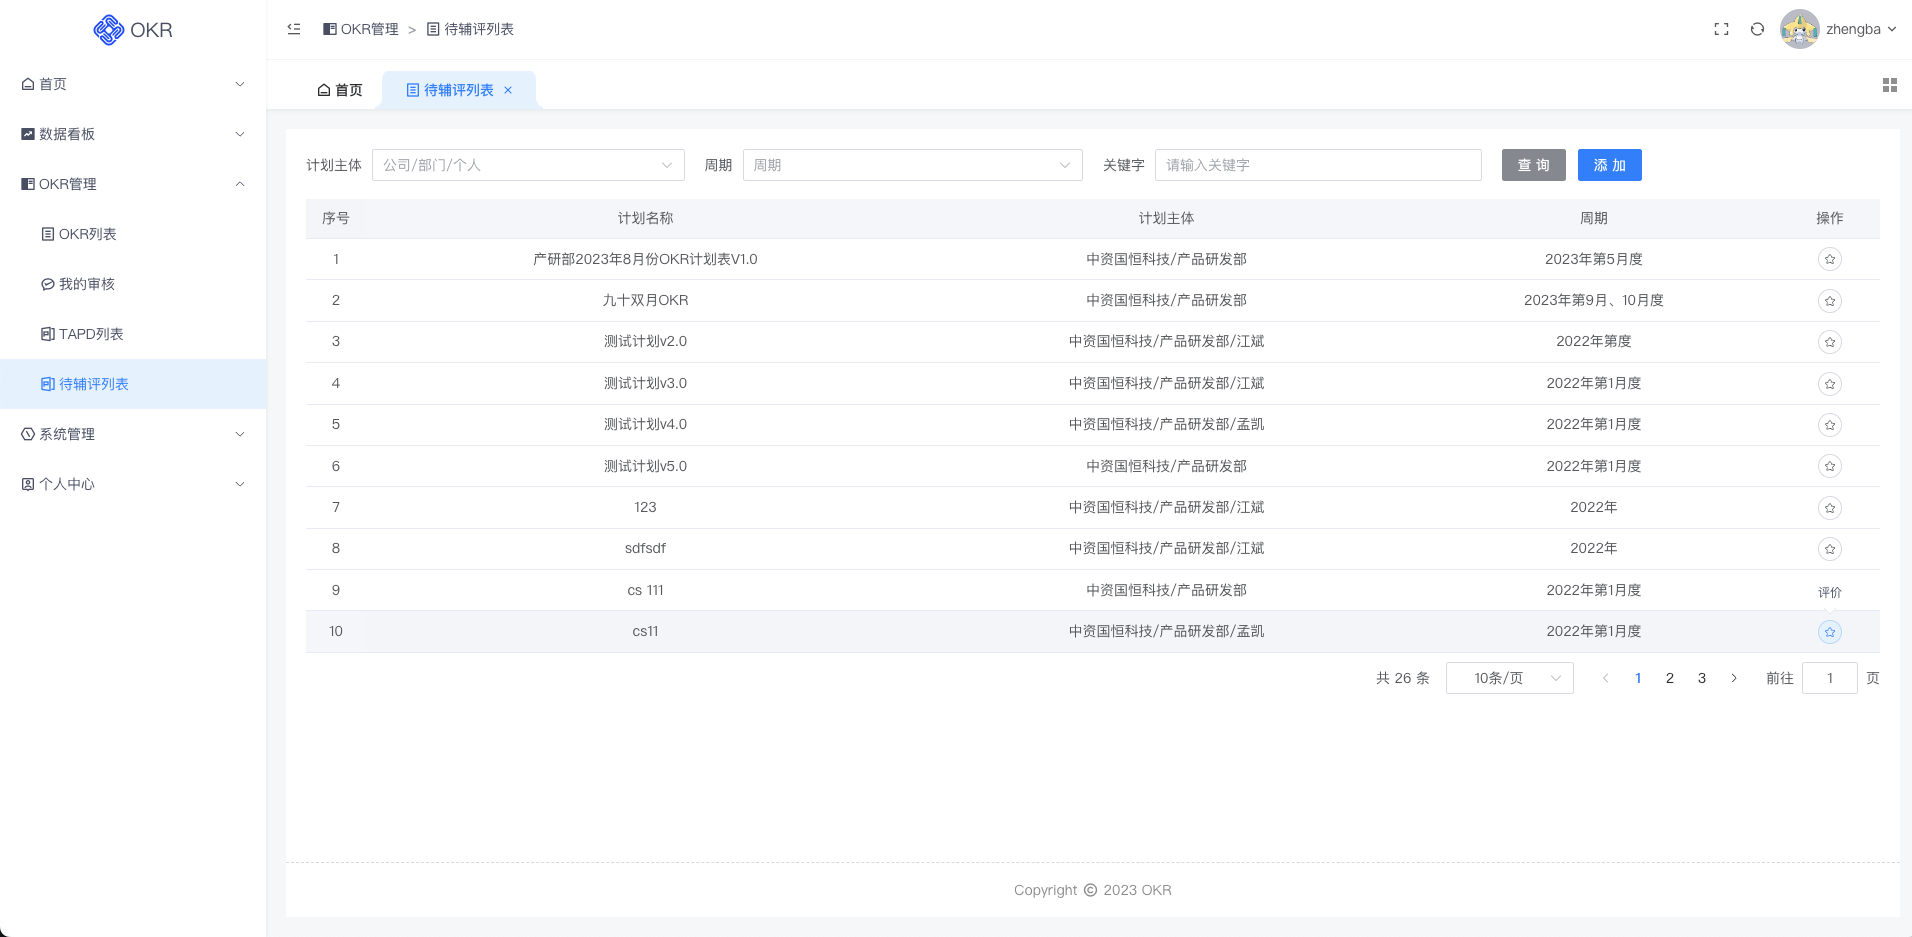 OKR
OKR管理 > 待辅评列表
zhengba
首页
数据看板
OKR管理
OKR列表
我的审核
TAPD列表
待辅评列表
系统管理
个人中心
首页 待辅评列表 ×
计划主体 公司/部门/个人 周期 周期 关键字 请输入关键字 查 询 添 加
序号 计划名称 计划主体 周期 操作
1 产研部2023年8月份OKR计划表V1.0 中资国恒科技/产品研发部 2023年第5月度
2 九十双月OKR 中资国恒科技/产品研发部 2023年第9月、10月度
3 测试计划v2.0 中资国恒科技/产品研发部/江斌 2022年第度
4 测试计划v3.0 中资国恒科技/产品研发部/江斌 2022年第1月度
5 测试计划v4.0 中资国恒科技/产品研发部/孟凯 2022年第1月度
6 测试计划v5.0 中资国恒科技/产品研发部 2022年第1月度
7 123 中资国恒科技/产品研发部/江斌 2022年
8 sdfsdf 中资国恒科技/产品研发部/江斌 2022年
9 cs 111 中资国恒科技/产品研发部 2022年第1月度 评价
10 cs11 中资国恒科技/产品研发部/孟凯 2022年第1月度
共 26 条 10条/页 1 2 3 前往 1 页
Copyright © 2023 OKR